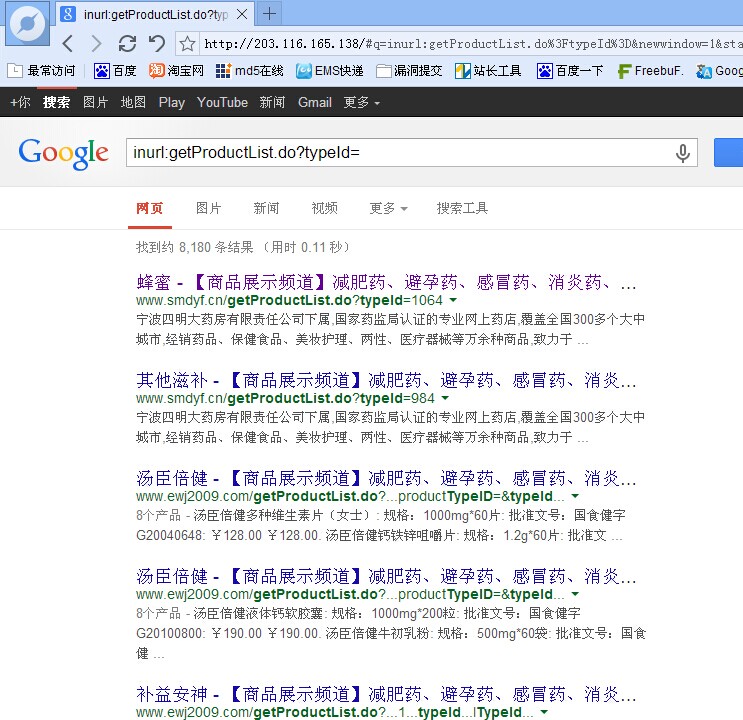 inurl:getProductList.do?typ
http://203.116.165.138/#q=inurl:getProductList.do%3FtypeId%3D&newwindow=1&sta
最常访问 百度 淘宝网 md5在线 EMS快递 漏洞提交 站长工具 百度一下 FreebuF. Goog
+你 搜索 图片 地图 Play YouTube 新闻 Gmail 更多
Google inurl:getProductList.do?typeId=
网页 图片 新闻 视频 更多 搜索工具
找到约 8,180 条结果 （用时 0.11 秒）
蜂蜜 - 【商品展示频道】减肥药、避孕药、感冒药、消炎药、...
www.smdyf.cn/getProductList.do?typeId=1064
宁波四明大药房有限责任公司下属,国家药监局认证的专业网上药店,覆盖全国300多个大中
城市,经销药品、保健食品、美妆护理、两性、医疗器械等万余种商品,致力于 ...
其他滋补 - 【商品展示频道】减肥药、避孕药、感冒药、消炎...
www.smdyf.cn/getProductList.do?typeId=984
宁波四明大药房有限责任公司下属,国家药监局认证的专业网上药店,覆盖全国300多个大中
城市,经销药品、保健食品、美妆护理、两性、医疗器械等万余种商品,致力于 ...
汤臣倍健 - 【商品展示频道】减肥药、避孕药、感冒药、消炎...
www.ewj2009.com/getProductList.do?...productTypeID=&typeId...
8个产品 - 汤臣倍健多种维生素片（女士）: 规格：1000mg*60片: 批准文号：国食健字
G20040648: ￥128.00 ￥128.00. 汤臣倍健钙铁锌咀嚼片: 规格：1.2g*60片: 批准文 ...
汤臣倍健 - 【商品展示频道】减肥药、避孕药、感冒药、消炎...
www.ewj2009.com/getProductList.do?...productTypeID=&typeId...
8个产品 - 汤臣倍健液体钙软胶囊: 规格：1000mg*200粒: 批准文号：国食健字
G20100800: ￥190.00 ￥190.00. 汤臣倍健牛初乳粉: 规格：500mg*60袋: 批准文号：国食
健 ...
补益安神 - 【商品展示频道】减肥药、避孕药、感冒药、消炎...
www.ewj2009.com/getProductList.do?...1...typeId...lTypeId...